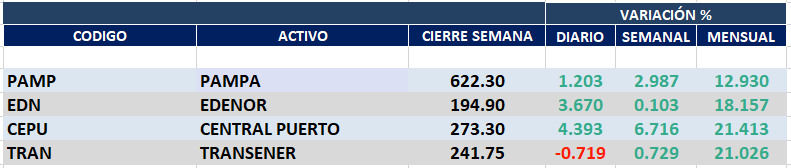 VARIACIÓN %
CODIGO ACTIVO CIERRE SEMANA DIARIO SEMANAL MENSUAL
PAMP PAMPA 622.30 1.203 2.987 12.930
EDN EDENOR 194.90 3.670 0.103 18.157
CEPU CENTRAL PUERTO 273.30 4.393 6.716 21.413
TRAN TRANSENER 241.75 -0.719 0.729 21.026